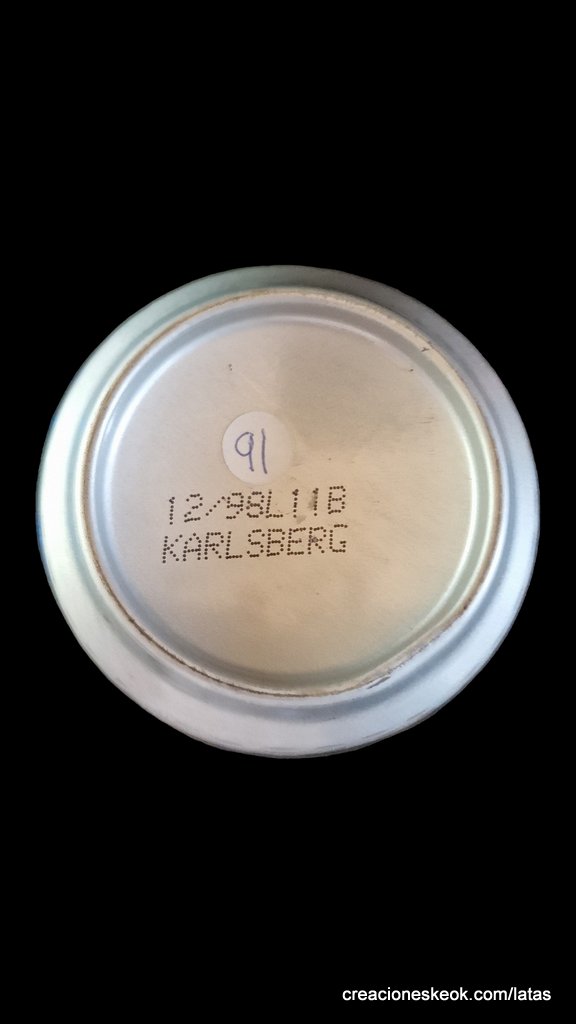 91
12/98L11B
KARLSBERG
creacioneskeok.com/latas